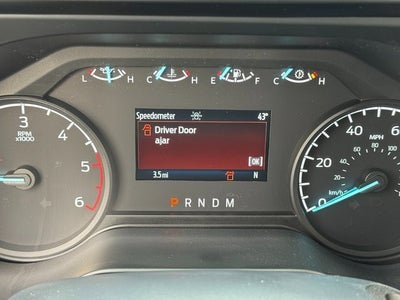 L H C H E F C H
Speedometer 43°
Driver Door
ajar
[OK]
3.5 mi N
P R N D M
3 4 5 6
RPM
x1000
0 20 40 60
MPH
km/h